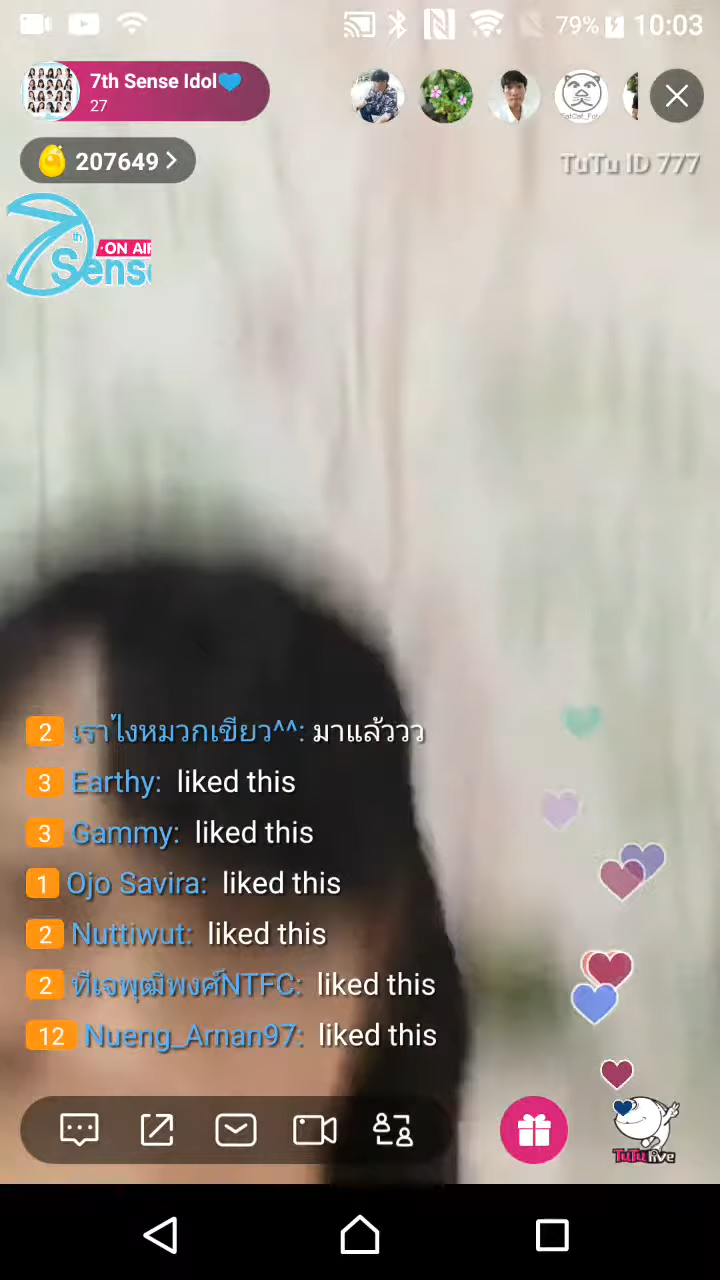 79% 10:03
7th Sense Idol
27
207649
TuTu ID 777
7th Sense
ON AIR
2 เราไงหมวกเขียว^^: มาแล้ววว
3 Earthy: liked this
3 Gammy: liked this
1 Ojo Savira: liked this
2 Nuttiwut: liked this
2 ทีเจพุฒิพงศ์NTFC: liked this
12 Nueng_Arnan97: liked this
TuTu live